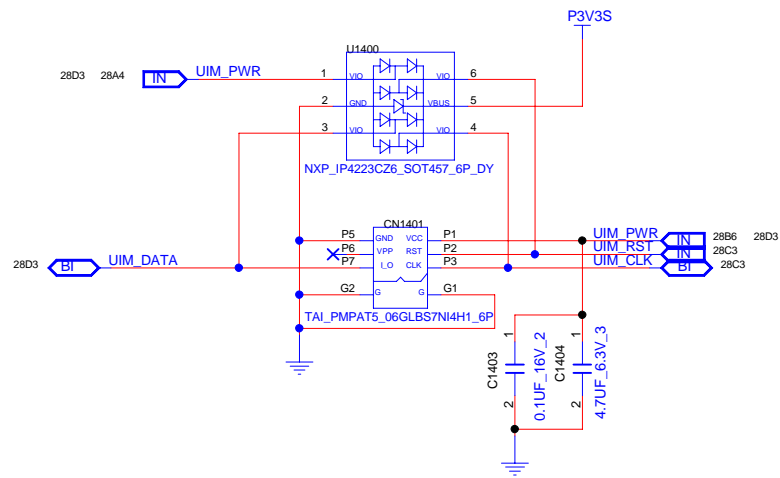 P3V3S
U1400
28D3 28A4 IN UIM_PWR 1 VIO VIO 6
2 GND VBUS 5
3 VIO VIO 4
NXP_IP4223CZ6_SOT457_6P_DY
CN1401
P5 GND VCC P1 UIM_PWR IN 28B6 28D3
P6 VPP RST P2 UIM_RST IN 28C3
28D3 BI UIM_DATA P7 I_O CLK P3 UIM_CLK BI 28C3
G2 G G G1
TAI_PMPAT5_06GLBS7NI4H1_6P
C1403 1 2 0.1UF_16V_2
C1404 1 2 4.7UF_6.3V_3